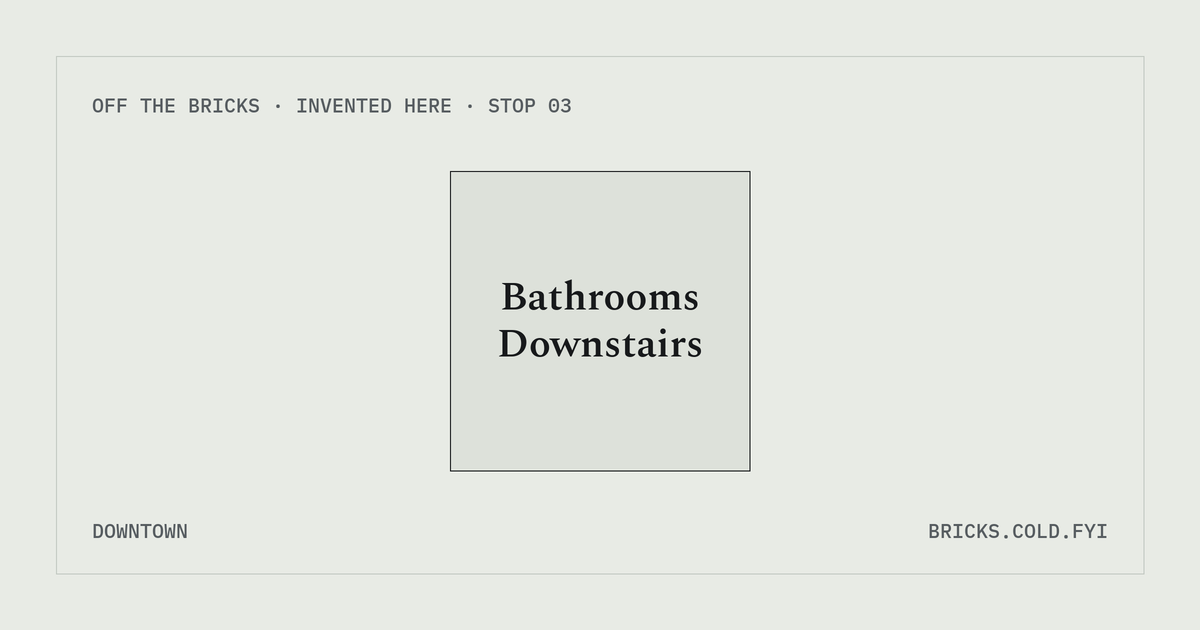 OFF THE BRICKS · INVENTED HERE · STOP 03
Bathrooms
Downstairs
DOWNTOWN
BRICKS.COLD.FYI